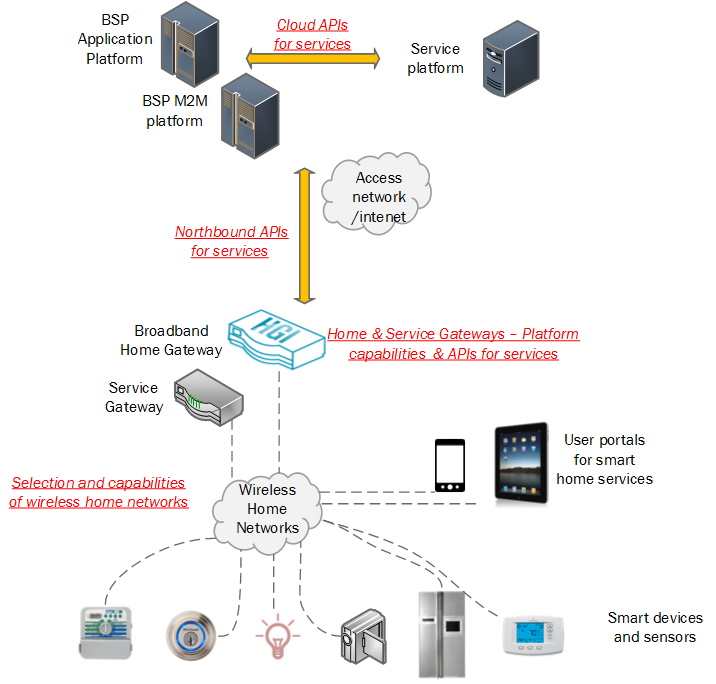 BSP
Application
Platform
Cloud APIs
for services
Service
platform
BSP M2M
platform
Access
network
/intenet
Northbound APIs
for services
HGI
Broadband
Home Gateway
Home & Service Gateways – Platform
capabilities & APIs for services
Service
Gateway
User portals
for smart
home services
Selection and capabilities
of wireless home networks
Wireless
Home
Networks
Smart devices
and sensors